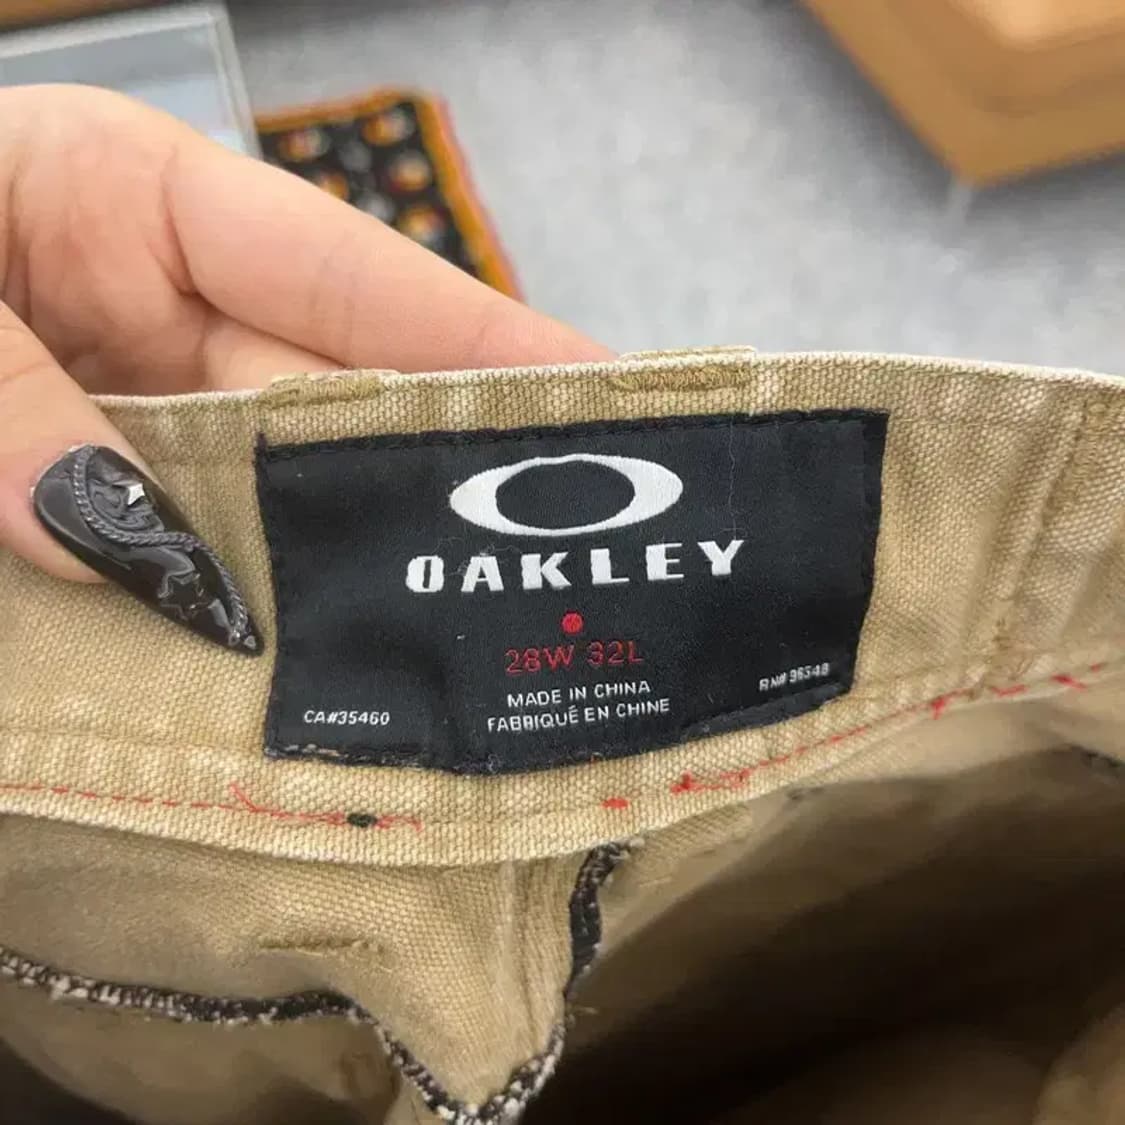 OAKLEY
28W 32L
MADE IN CHINA
FABRIQUÉ EN CHINE
CA#35460
RN# 96548